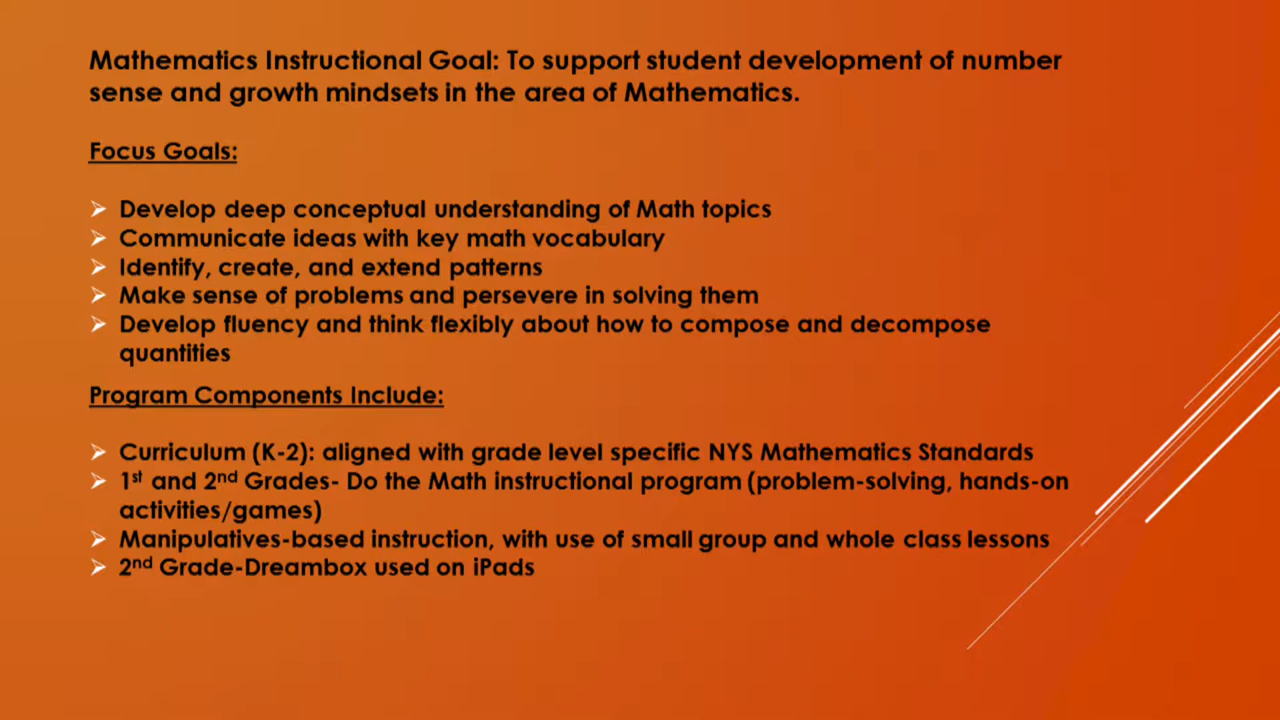 Mathematics Instructional Goal: To support student development of number
sense and growth mindsets in the area of Mathematics.
Focus Goals:
Develop deep conceptual understanding of Math topics
Communicate ideas with key math vocabulary
Identify, create, and extend patterns
Make sense of problems and persevere in solving them
Develop fluency and think flexibly about how to compose and decompose
quantities
Program Components Include:
Curriculum (K-2): aligned with grade level specific NYS Mathematics Standards
1st and 2nd Grades- Do the Math instructional program (problem-solving, hands-on
activities/games)
Manipulatives-based instruction, with use of small group and whole class lessons
2nd Grade-Dreambox used on iPads